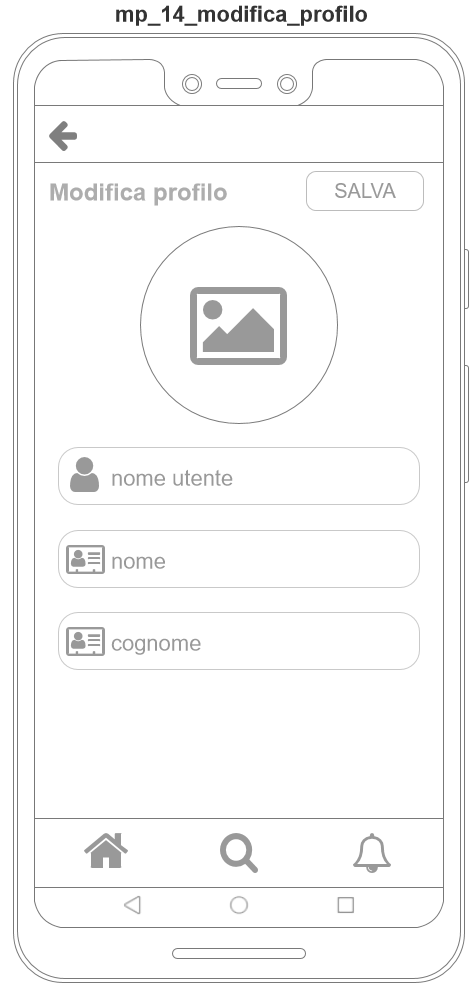 mp_14_modifica_profilo
Modifica profilo
SALVA
nome utente
nome
cognome